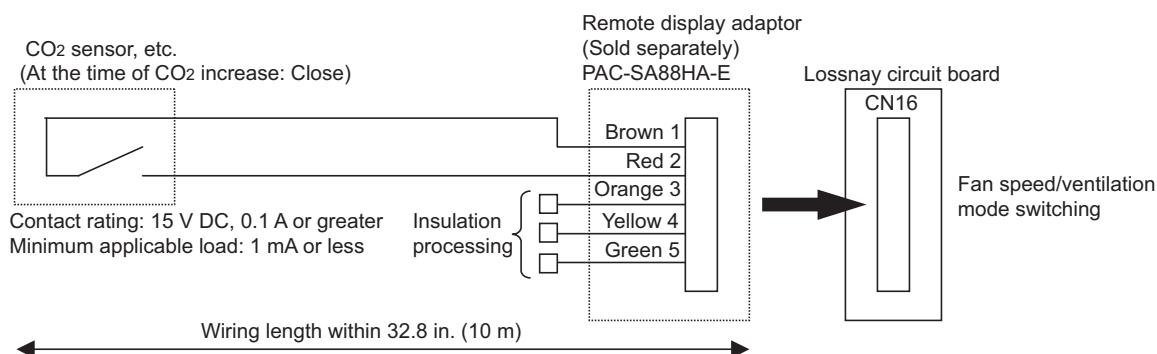 CO2 sensor, etc.
(At the time of CO2 increase: Close)
Contact rating: 15 V DC, 0.1 A or greater
Minimum applicable load: 1 mA or less
Insulation
processing
Remote display adaptor
(Sold separately)
PAC-SA88HA-E
Brown 1
Red 2
Orange 3
Yellow 4
Green 5
Lossnay circuit board
CN16
Fan speed/ventilation
mode switching
Wiring length within 32.8 in. (10 m)